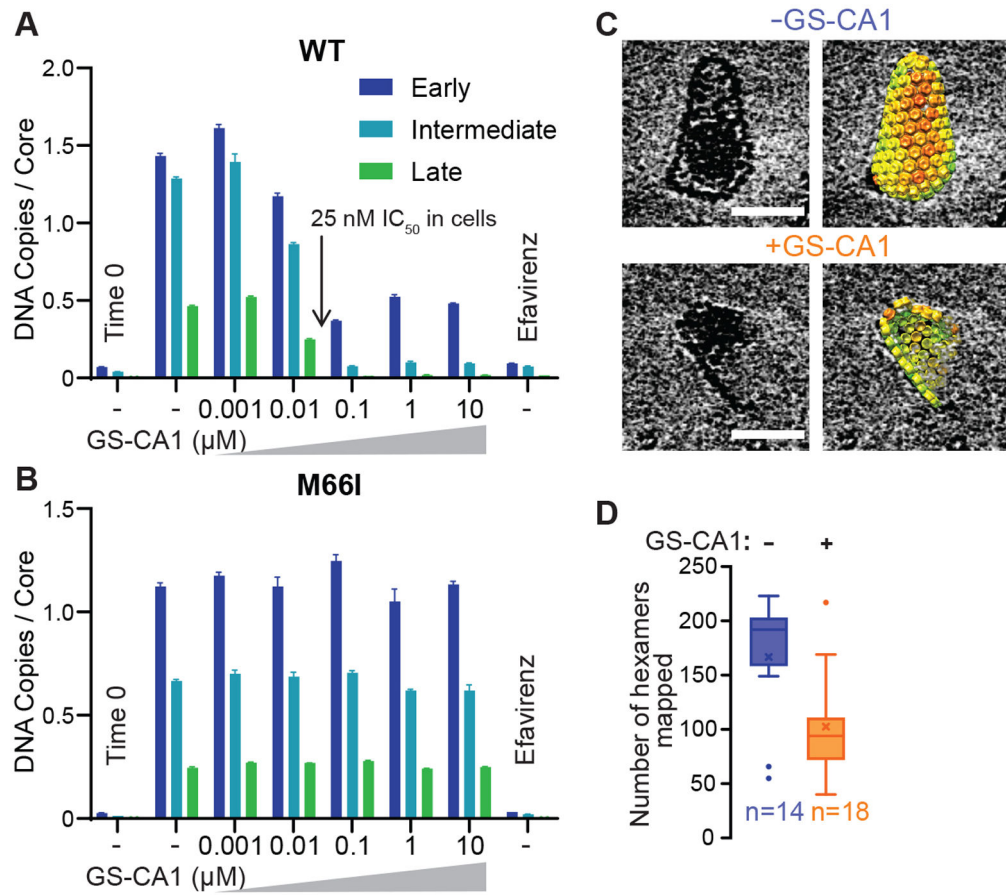 A
WT
2.0
1.5
1.0
0.5
0
DNA Copies / Core
Early
Intermediate
Late
25 nM IC50 in cells
Time 0
Efavirenz
- - 0.001 0.01 0.1 1 10 -
GS-CA1 (µM)
B
M66I
1.5
1.0
0.5
0
DNA Copies / Core
Time 0
Efavirenz
- - 0.001 0.01 0.1 1 10 -
GS-CA1 (µM)
C
-GS-CA1
+GS-CA1
D
GS-CA1: - +
250
200
150
100
50
0
Number of hexamers
mapped
n=14 n=18